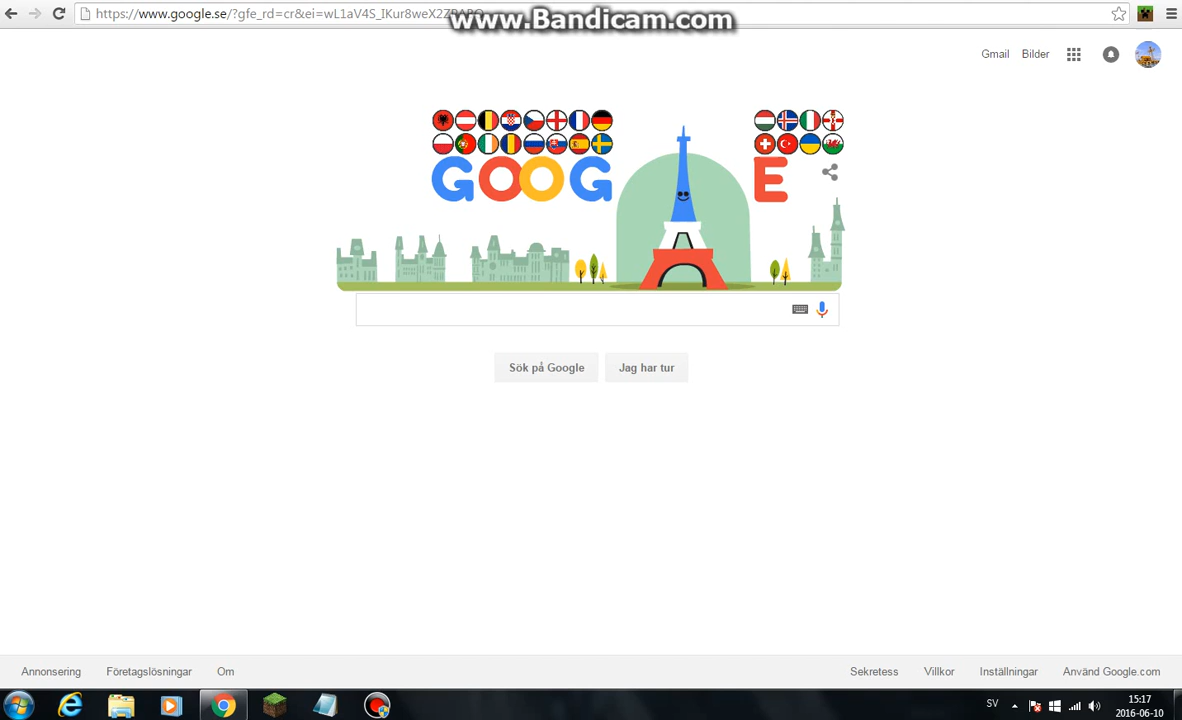 https://www.google.se/?gfe_rd=cr&ei=wL1aV4S_IKur8weX2Z
www.Bandicam.com
Gmail Bilder
GOOG E
Sök på Google Jag har tur
Annonsering Företagslösningar Om Sekretess Villkor Inställningar Använd Google.com
SV 15:17
2016-06-10